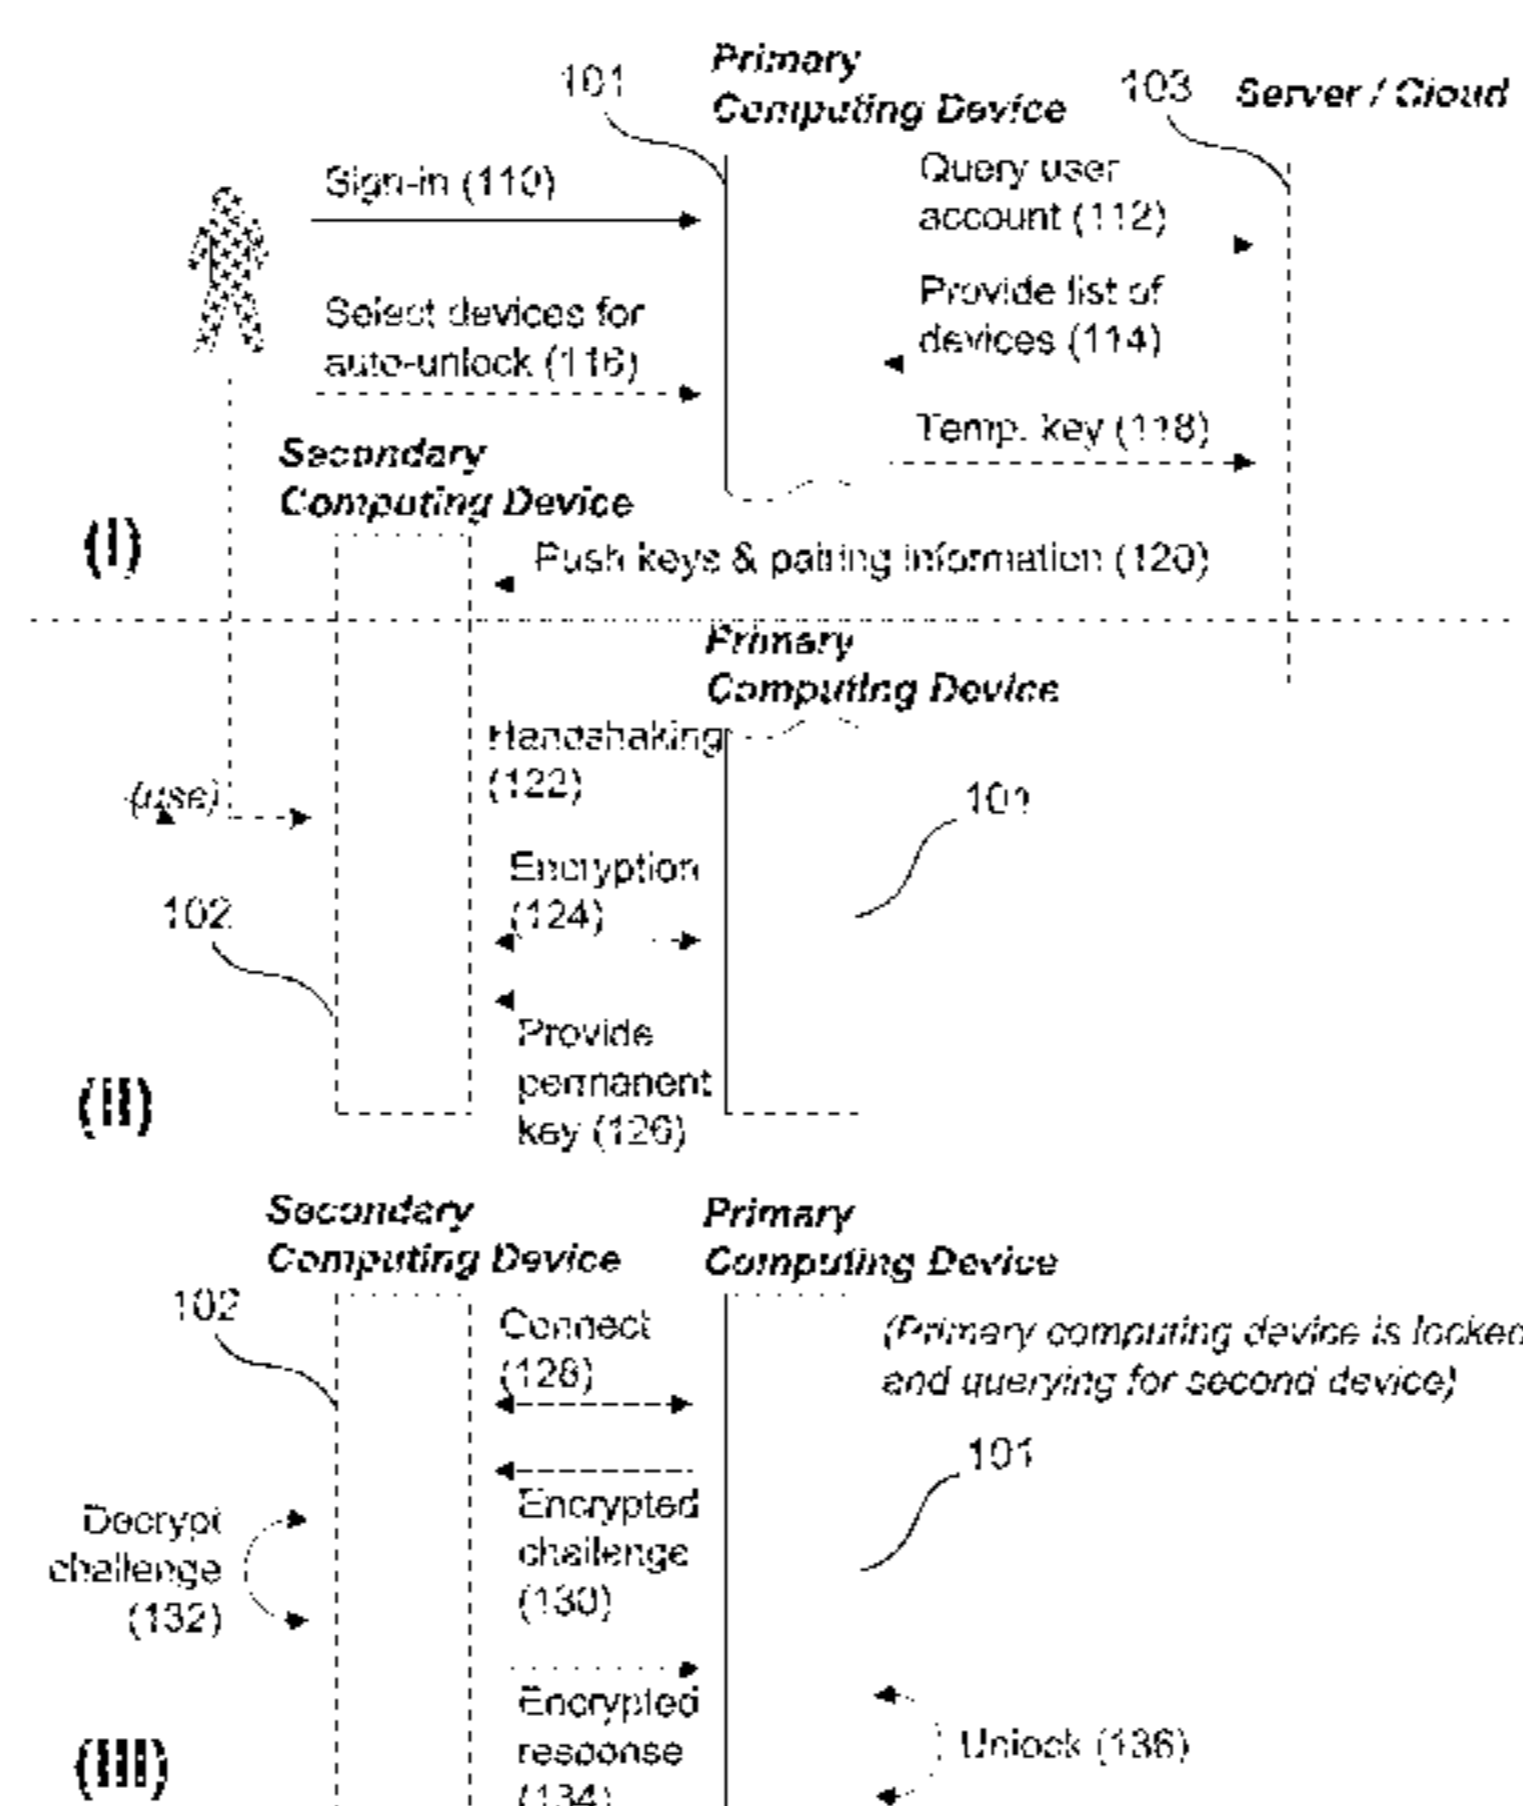 Primary
Computing Device
101
103
Server / Cloud
Sign-in (110)
Query user
account (112)
Select devices for
auto-unlock (116)
Provide list of
devices (114)
Temp. key (118)
Secondary
Computing Device
(I)
Push keys & pairing information (120)
Primary
Computing Device
Handshaking
(122)
(use)
101
Encryption
(124)
102
Provide
permanent
key (126)
(II)
Secondary
Computing Device
Primary
Computing Device
102
Connect
(128)
(Primary computing device is locked
and querying for second device)
101
Decrypt
challenge
(132)
Encrypted
challenge
(130)
Encrypted
response
(134)
Unlock (136)
(III)